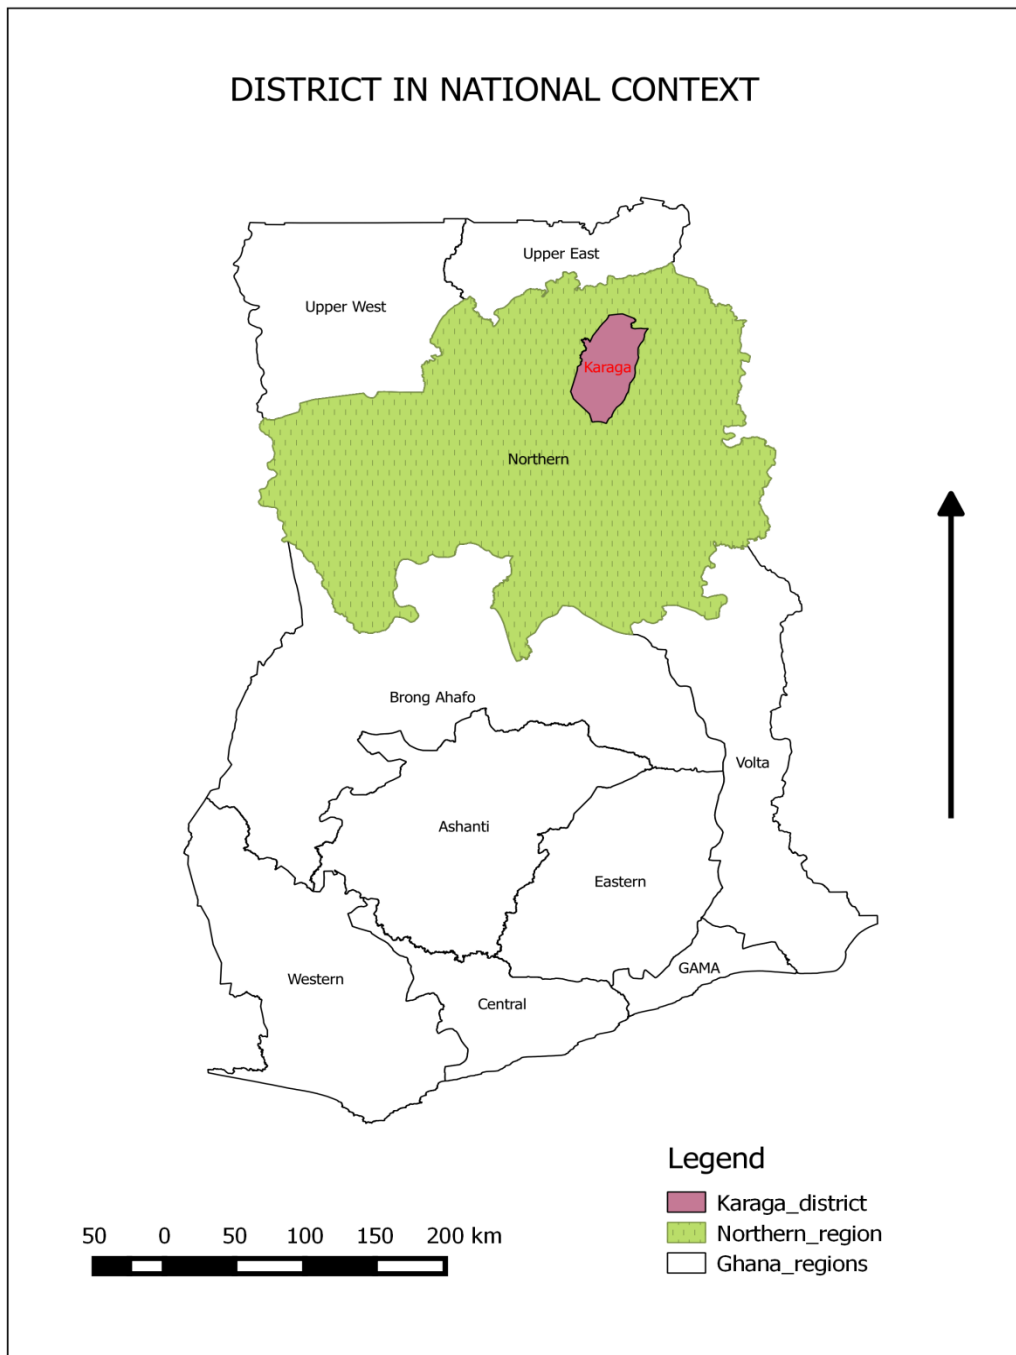 DISTRICT IN NATIONAL CONTEXT
Upper East
Upper West
Karaga
Northern
Brong Ahafo
Volta
Ashanti
Eastern
GAMA
Western
Central
Legend
Karaga_district
Northern_region
Ghana_regions
50 0 50 100 150 200 km